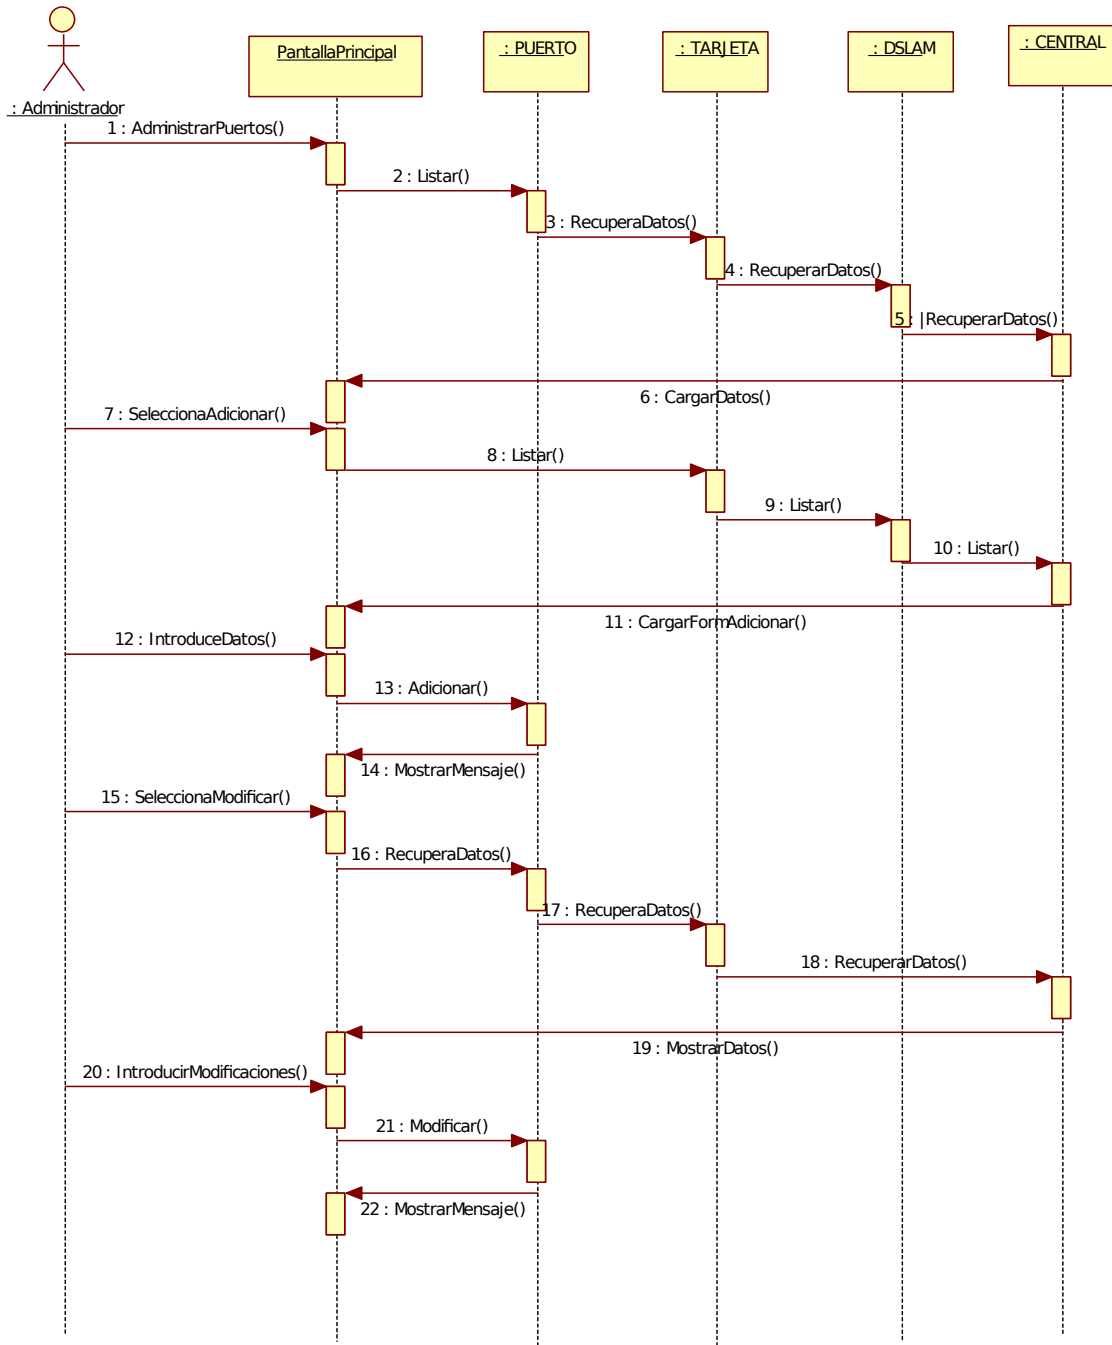 : Administrador
PantallaPrincipal
: PUERTO
: TARJETA
: DSLAM
: CENTRAL
1 : AdministrarPuertos()
2 : Listar()
3 : RecuperaDatos()
4 : RecuperarDatos()
5 : |RecuperarDatos()
6 : CargarDatos()
7 : SeleccionaAdicionar()
8 : Listar()
9 : Listar()
10 : Listar()
11 : CargarFormAdicionar()
12 : IntroduceDatos()
13 : Adicionar()
14 : MostrarMensaje()
15 : SeleccionaModificar()
16 : RecuperaDatos()
17 : RecuperaDatos()
18 : RecuperarDatos()
19 : MostrarDatos()
20 : IntroducirModificaciones()
21 : Modificar()
22 : MostrarMensaje()